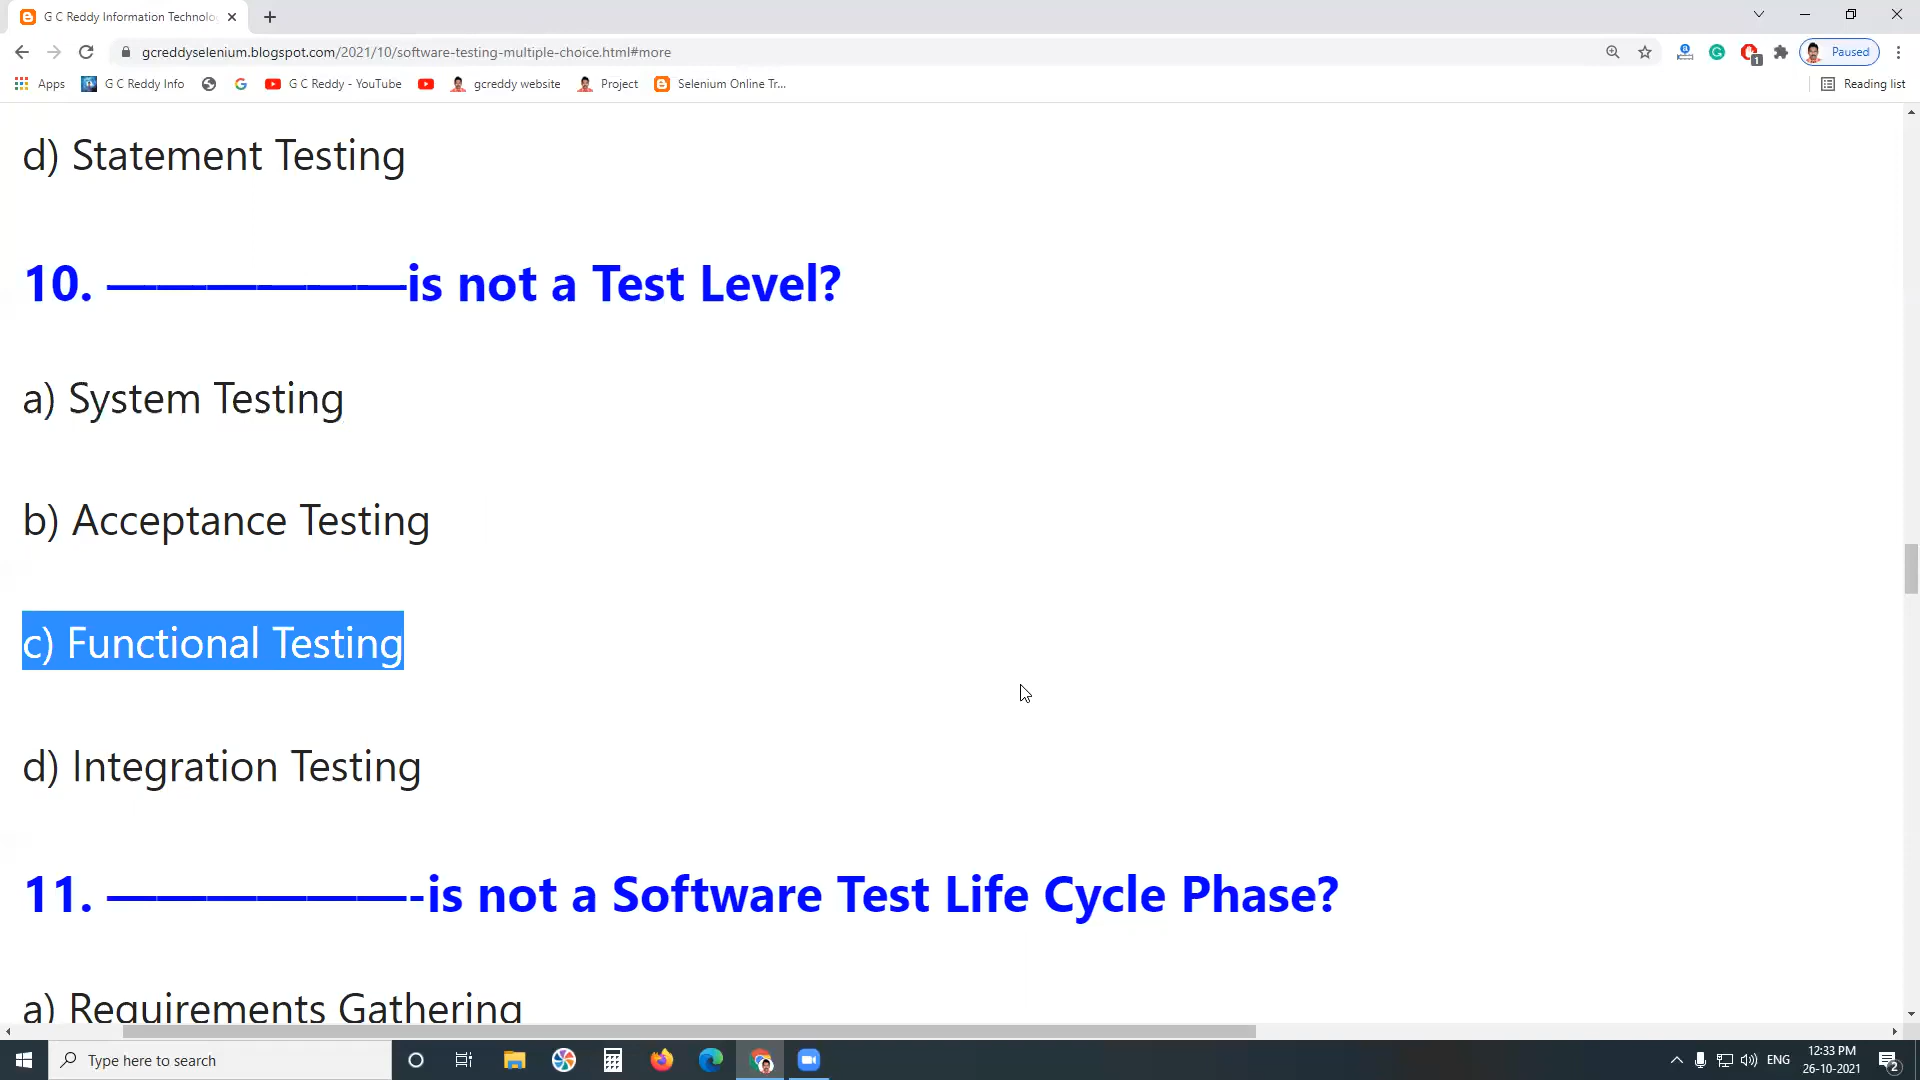 G C Reddy Information Technolo
gcreddyselenium.blogspot.com/2021/10/software-testing-multiple-choice.html#more
1
Paused
Apps
G C Reddy Info
G C Reddy - YouTube
gcreddy website
Project
Selenium Online Tr...
Reading list
d) Statement Testing
10. ——————is not a Test Level?
a) System Testing
b) Acceptance Testing
c) Functional Testing
d) Integration Testing
11. ——————-is not a Software Test Life Cycle Phase?
a) Requirements Gathering
Type here to search
ENG
12:33 PM
26-10-2021
2